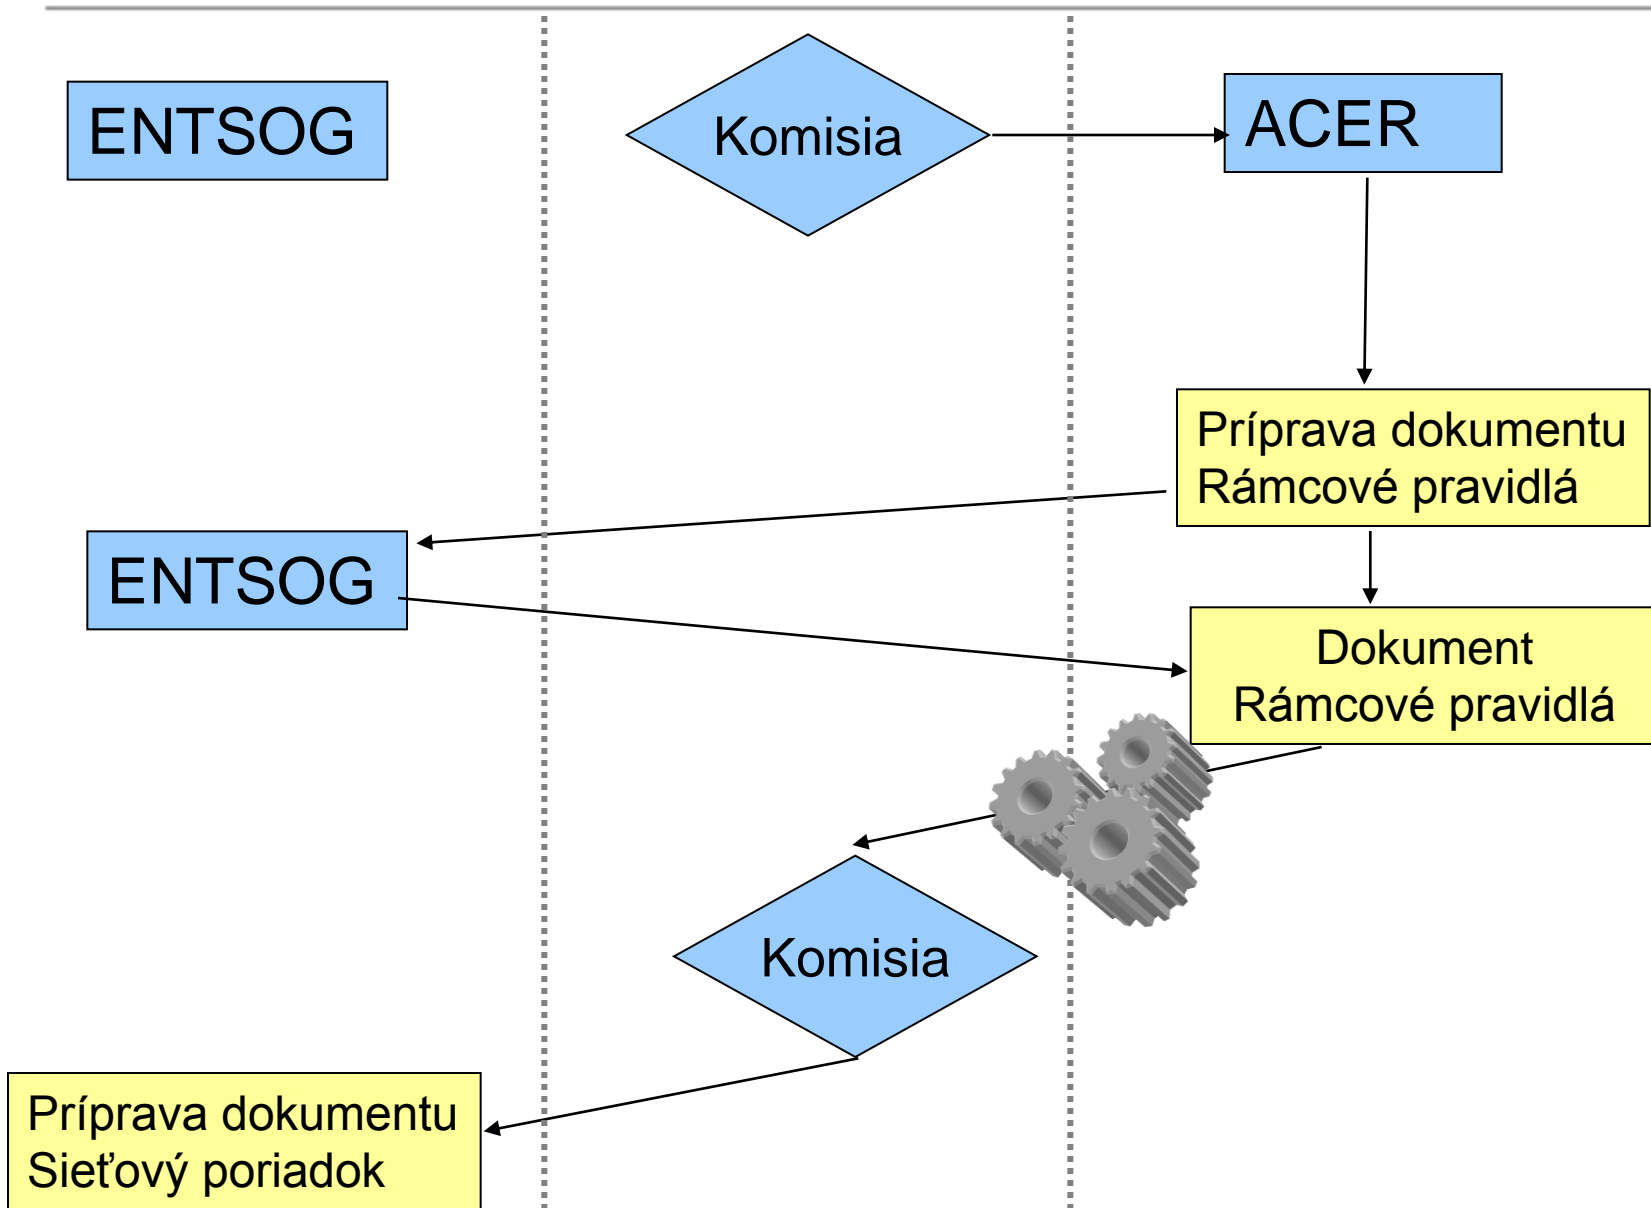 ENTSOG
Komisia
ACER
Príprava dokumentu
Rámcové pravidlá
ENTSOG
Dokument
Rámcové pravidlá
Komisia
Príprava dokumentu
Sieťový poriadok